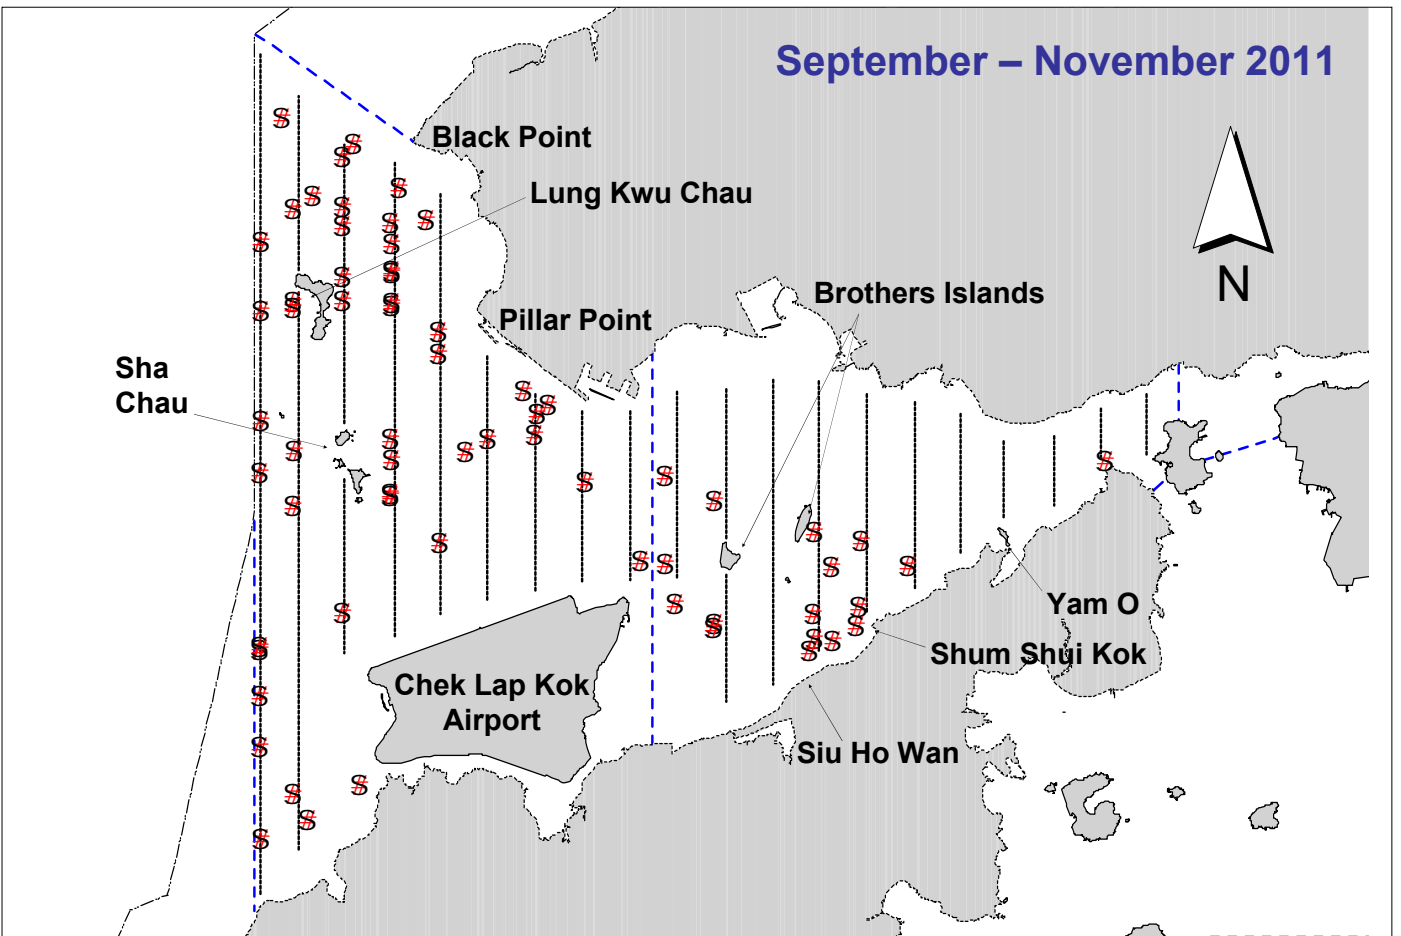 September – November 2011
Black Point
Lung Kwu Chau
N
Brothers Islands
Pillar Point
Sha
Chau
Yam O
Shum Shui Kok
Chek Lap Kok
Airport
Siu Ho Wan